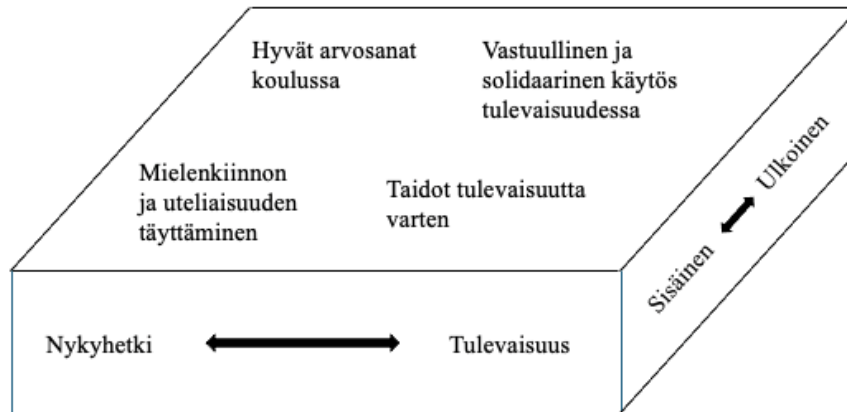 Hyvät arvosanat
koulussa
Vastuullinen ja
solidaarinen käytös
tulevaisuudessa
Mielenkiinnon
ja uteliaisuuden
täyttäminen
Taidot tulevaisuutta
varten
Sisäinen
Ulkoinen
Nykyhetki
Tulevaisuus